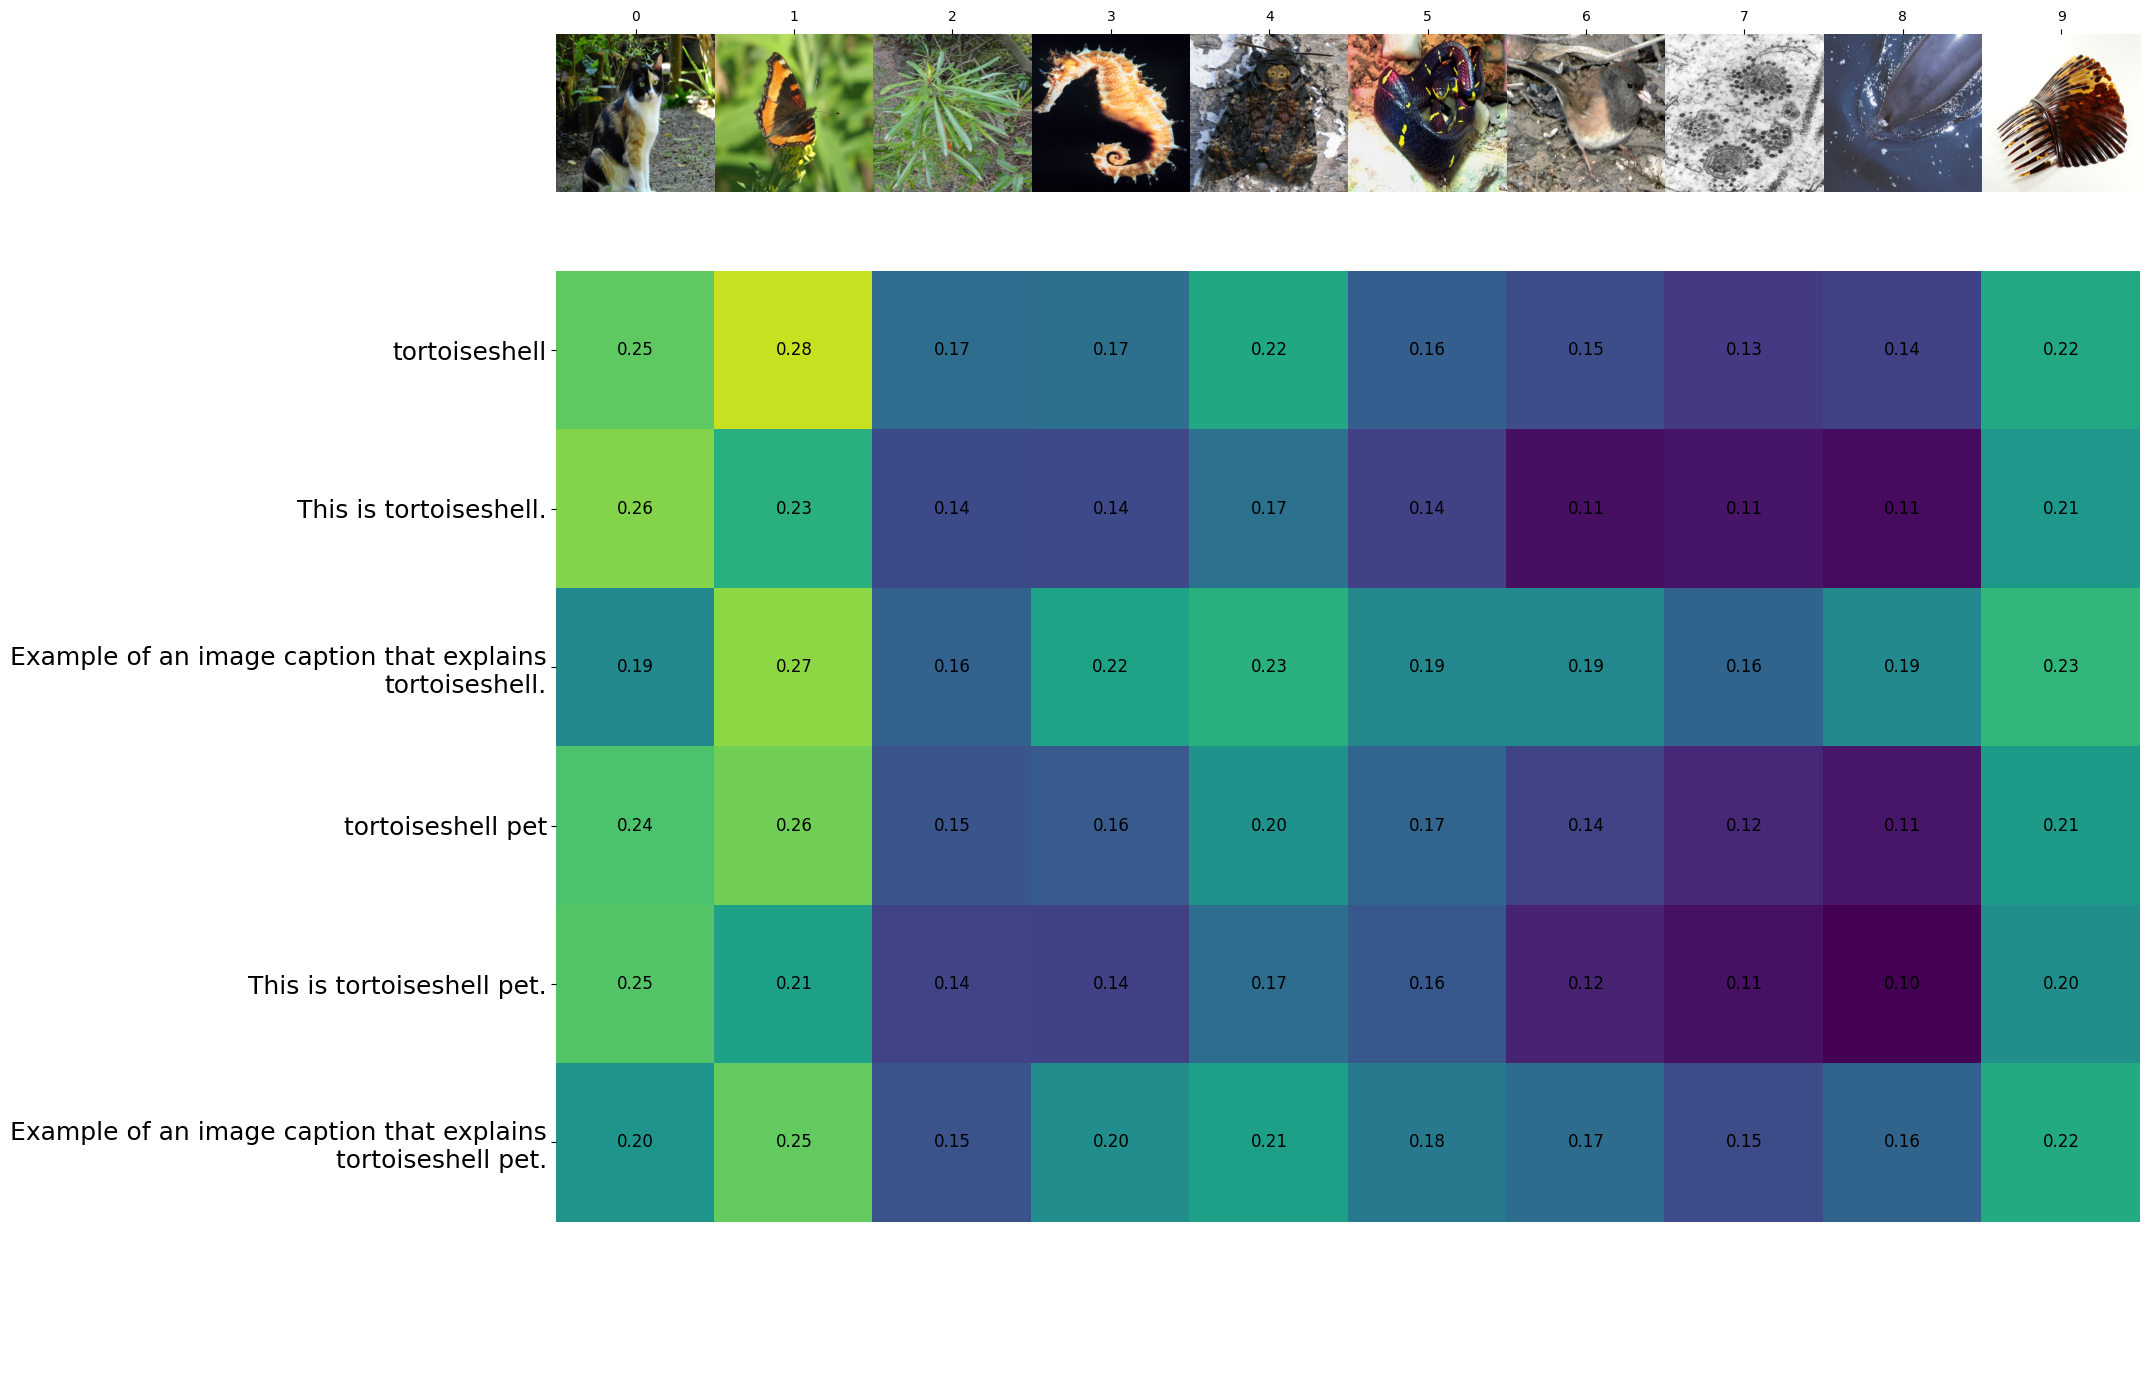 0 1 2 3 4 5 6 7 8 9
tortoiseshell 0.25 0.28 0.17 0.17 0.22 0.16 0.15 0.13 0.14 0.22
This is tortoiseshell. 0.26 0.23 0.14 0.14 0.17 0.14 0.11 0.11 0.11 0.21
Example of an image caption that explains
tortoiseshell. 0.19 0.27 0.16 0.22 0.23 0.19 0.19 0.16 0.19 0.23
tortoiseshell pet 0.24 0.26 0.15 0.16 0.20 0.17 0.14 0.12 0.11 0.21
This is tortoiseshell pet. 0.25 0.21 0.14 0.14 0.17 0.16 0.12 0.11 0.10 0.20
Example of an image caption that explains
tortoiseshell pet. 0.20 0.25 0.15 0.20 0.21 0.18 0.17 0.15 0.16 0.22